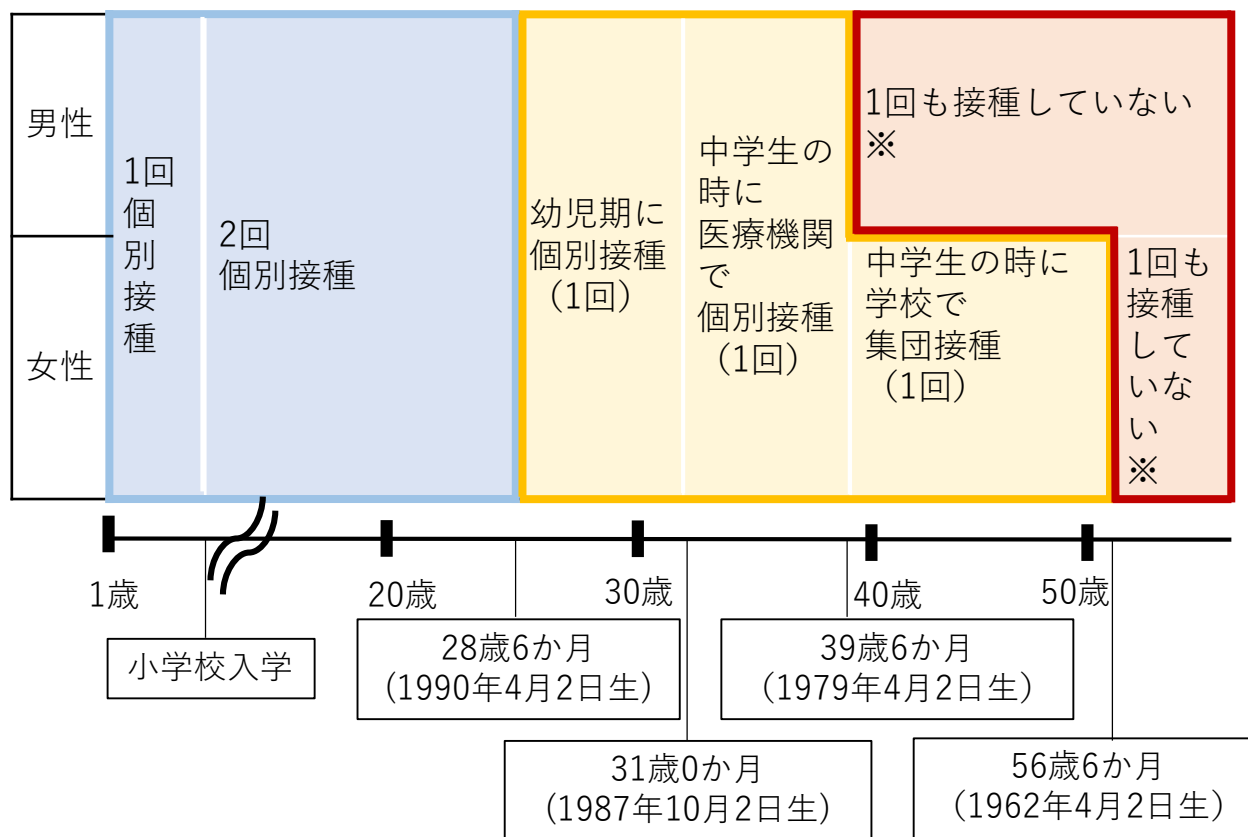 男性
女性
1回
個
別
接
種
2回
個別接種
幼児期に
個別接種
（1回）
中学生の
時に
医療機関
で
個別接種
（1回）
1回も接種していない
※
中学生の時に
学校で
集団接種
（1回）
1回も
接種
して
いな
い
※
1歳
20歳
30歳
40歳
50歳
小学校入学
28歳6か月
(1990年4月2日生)
39歳6か月
(1979年4月2日生)
31歳0か月
(1987年10月2日生)
56歳6か月
(1962年4月2日生)